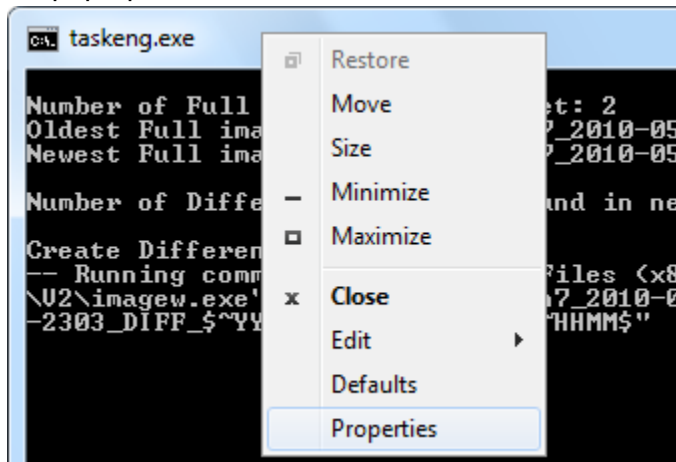 taskeng.exe
Restore
Move
Size
Minimize
Maximize
Close
Edit
Defaults
Properties
Number of Full et: 2
Oldest Full ima 7_2010-05
Newest Full ima 7_2010-05
Number of Diffe und in ne
Create Differen
-- Running comm Files (x8
\V2\imagew.exe' 7_2010-0
-2303_DIFF_$~YY ~HHMM$"